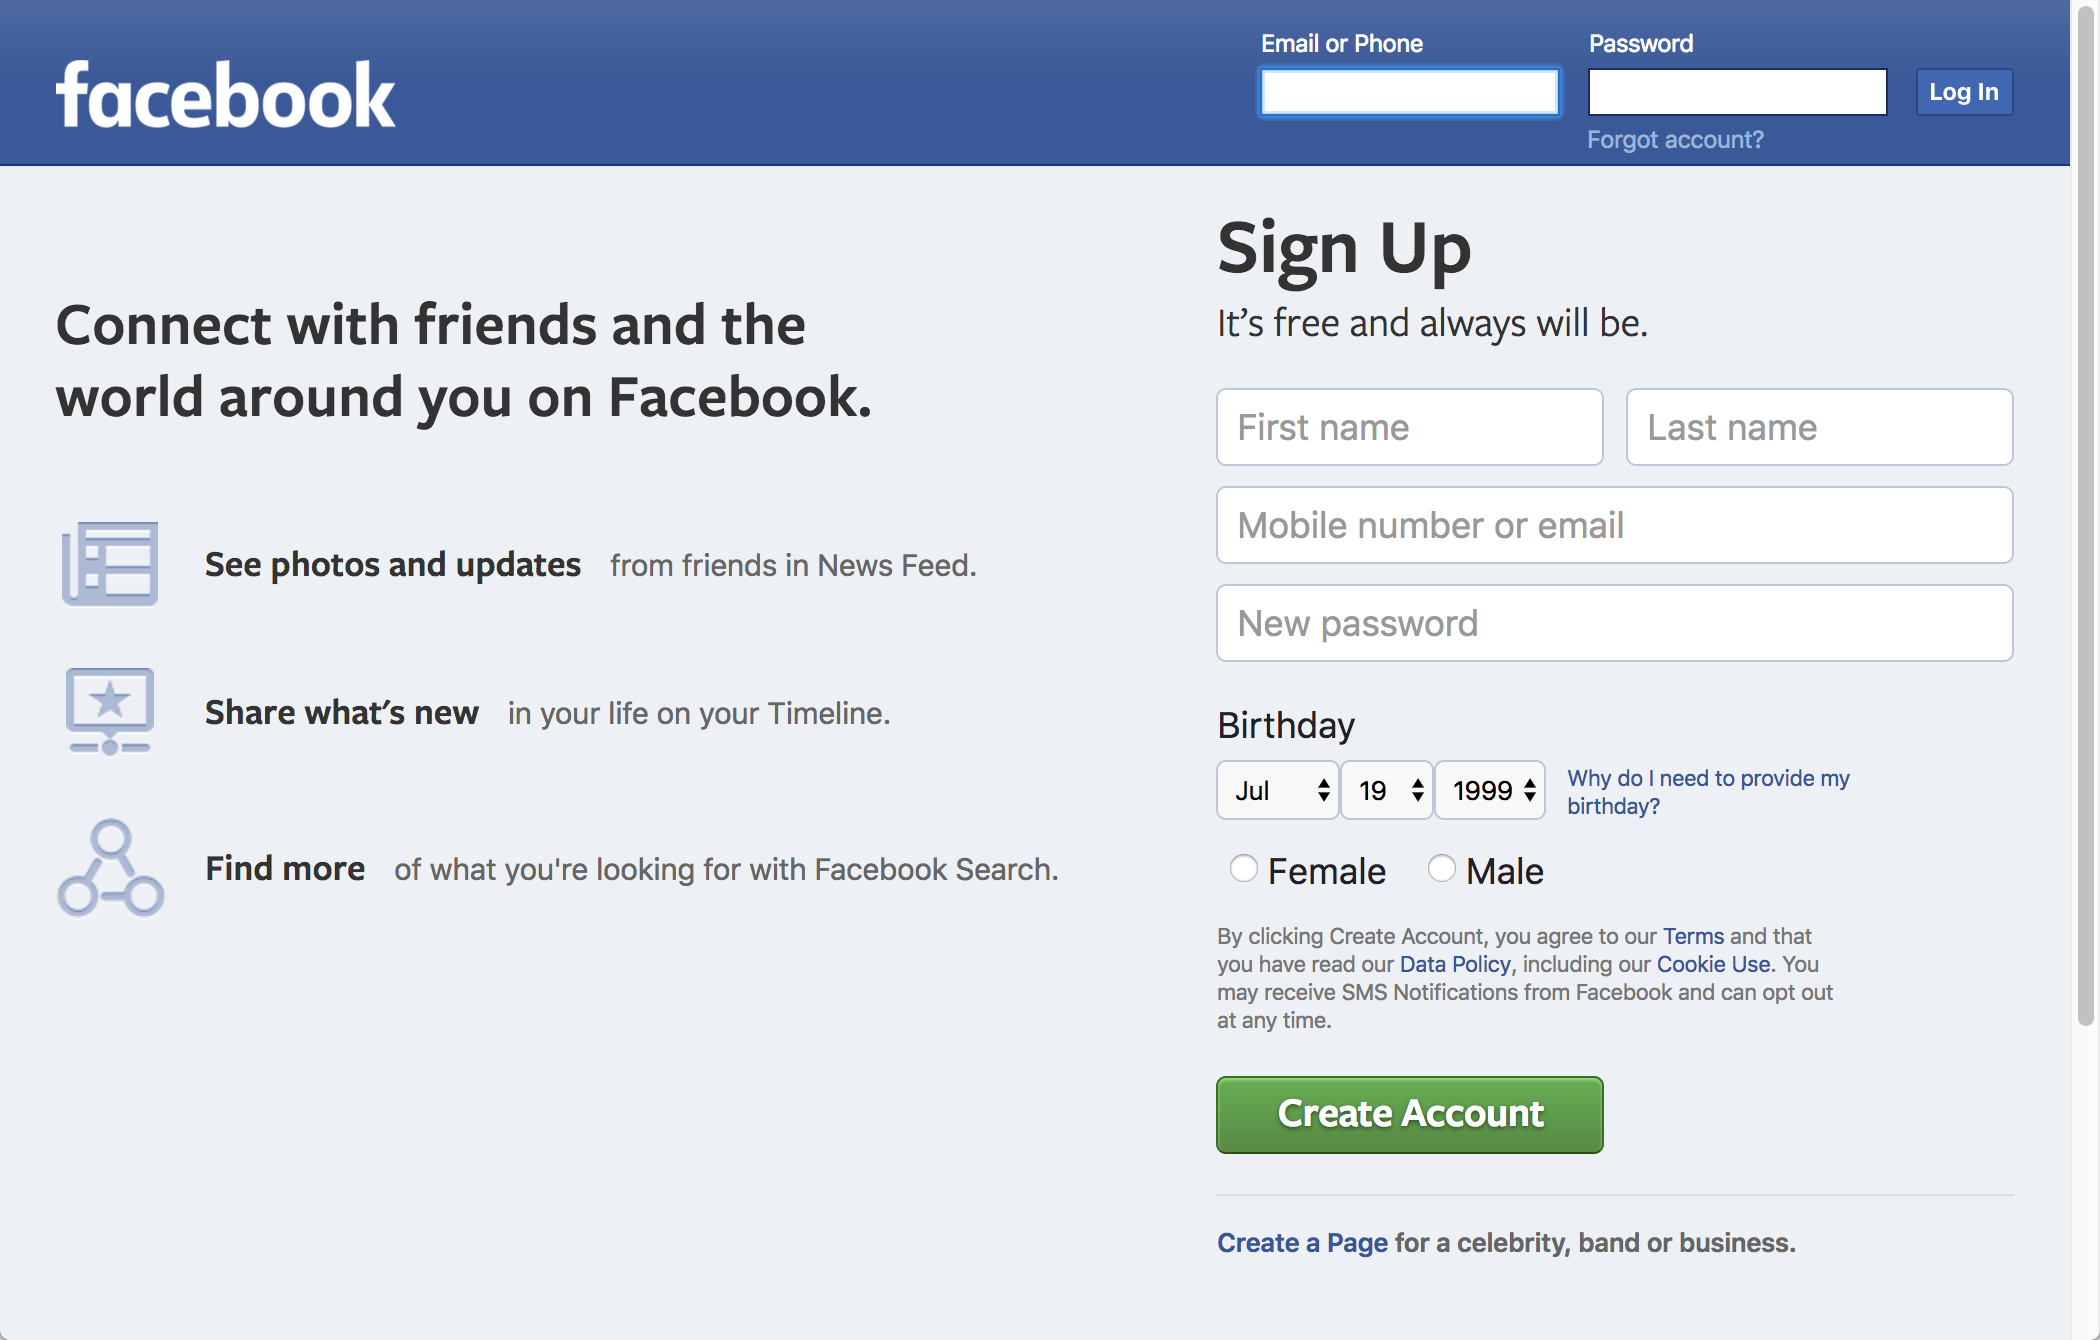 facebook
Email or Phone
Password
Log In
Forgot account?
Connect with friends and the
world around you on Facebook.
See photos and updates from friends in News Feed.
Share what's new in your life on your Timeline.
Find more of what you're looking for with Facebook Search.
Sign Up
It’s free and always will be.
First name
Last name
Mobile number or email
New password
Birthday
Jul
19
1999
Why do I need to provide my
birthday?
Female
Male
By clicking Create Account, you agree to our Terms and that
you have read our Data Policy, including our Cookie Use. You
may receive SMS Notifications from Facebook and can opt out
at any time.
Create Account
Create a Page for a celebrity, band or business.